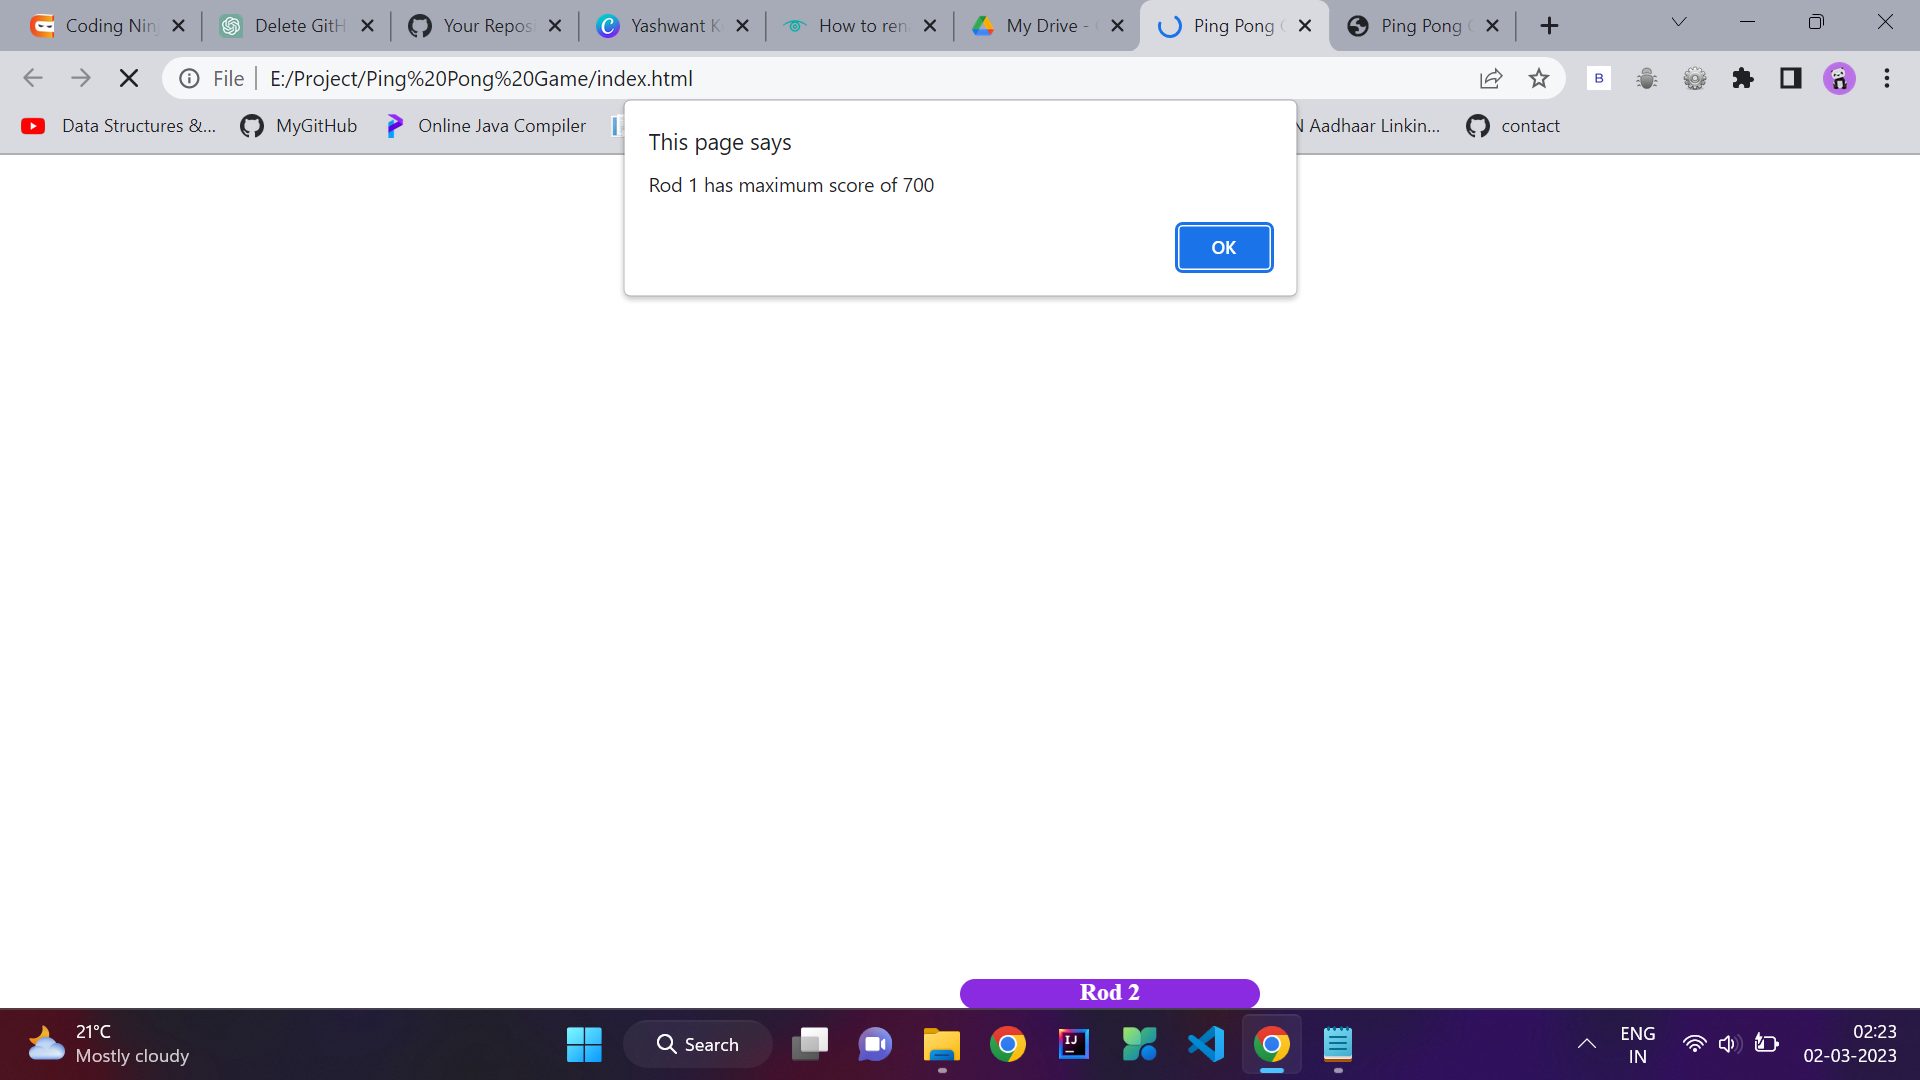 Coding Nin
Delete GitH
Your Reposi
Yashwant K
How to ren
My Drive -
Ping Pong
Ping Pong
File
E:/Project/Ping%20Pong%20Game/index.html
B
Data Structures &...
MyGitHub
Online Java Compiler
N Aadhaar Linkin...
contact
This page says
Rod 1 has maximum score of 700
OK
Rod 2
21°C
Mostly cloudy
Search
IJ
ENG
IN
02:23
02-03-2023